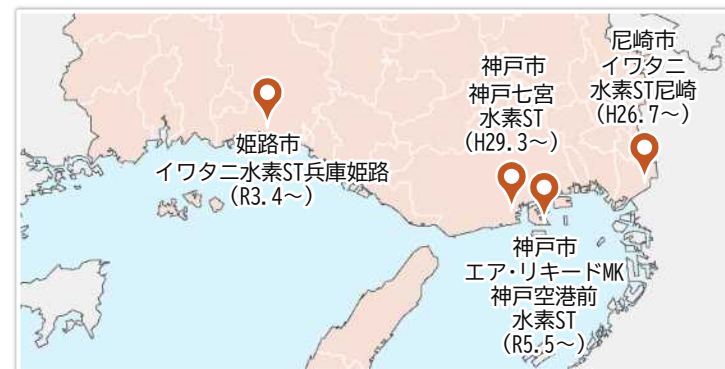 尼崎市
イワタニ
水素ST尼崎
(H26.7～)
神戸市
神戸七宮
水素ST
(H29.3～)
姫路市
イワタニ水素ST兵庫姫路
(R3.4～)
神戸市
エア・リキードMK
神戸空港前
水素ST
(R5.5～)